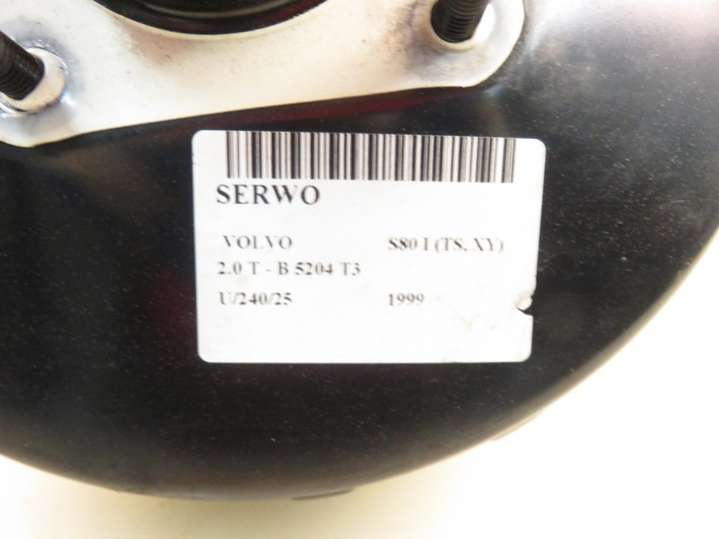 SERWO
VOLVO S80 I (TS, XY)
2.0 T - B 5204 T3
U/240/25 1999